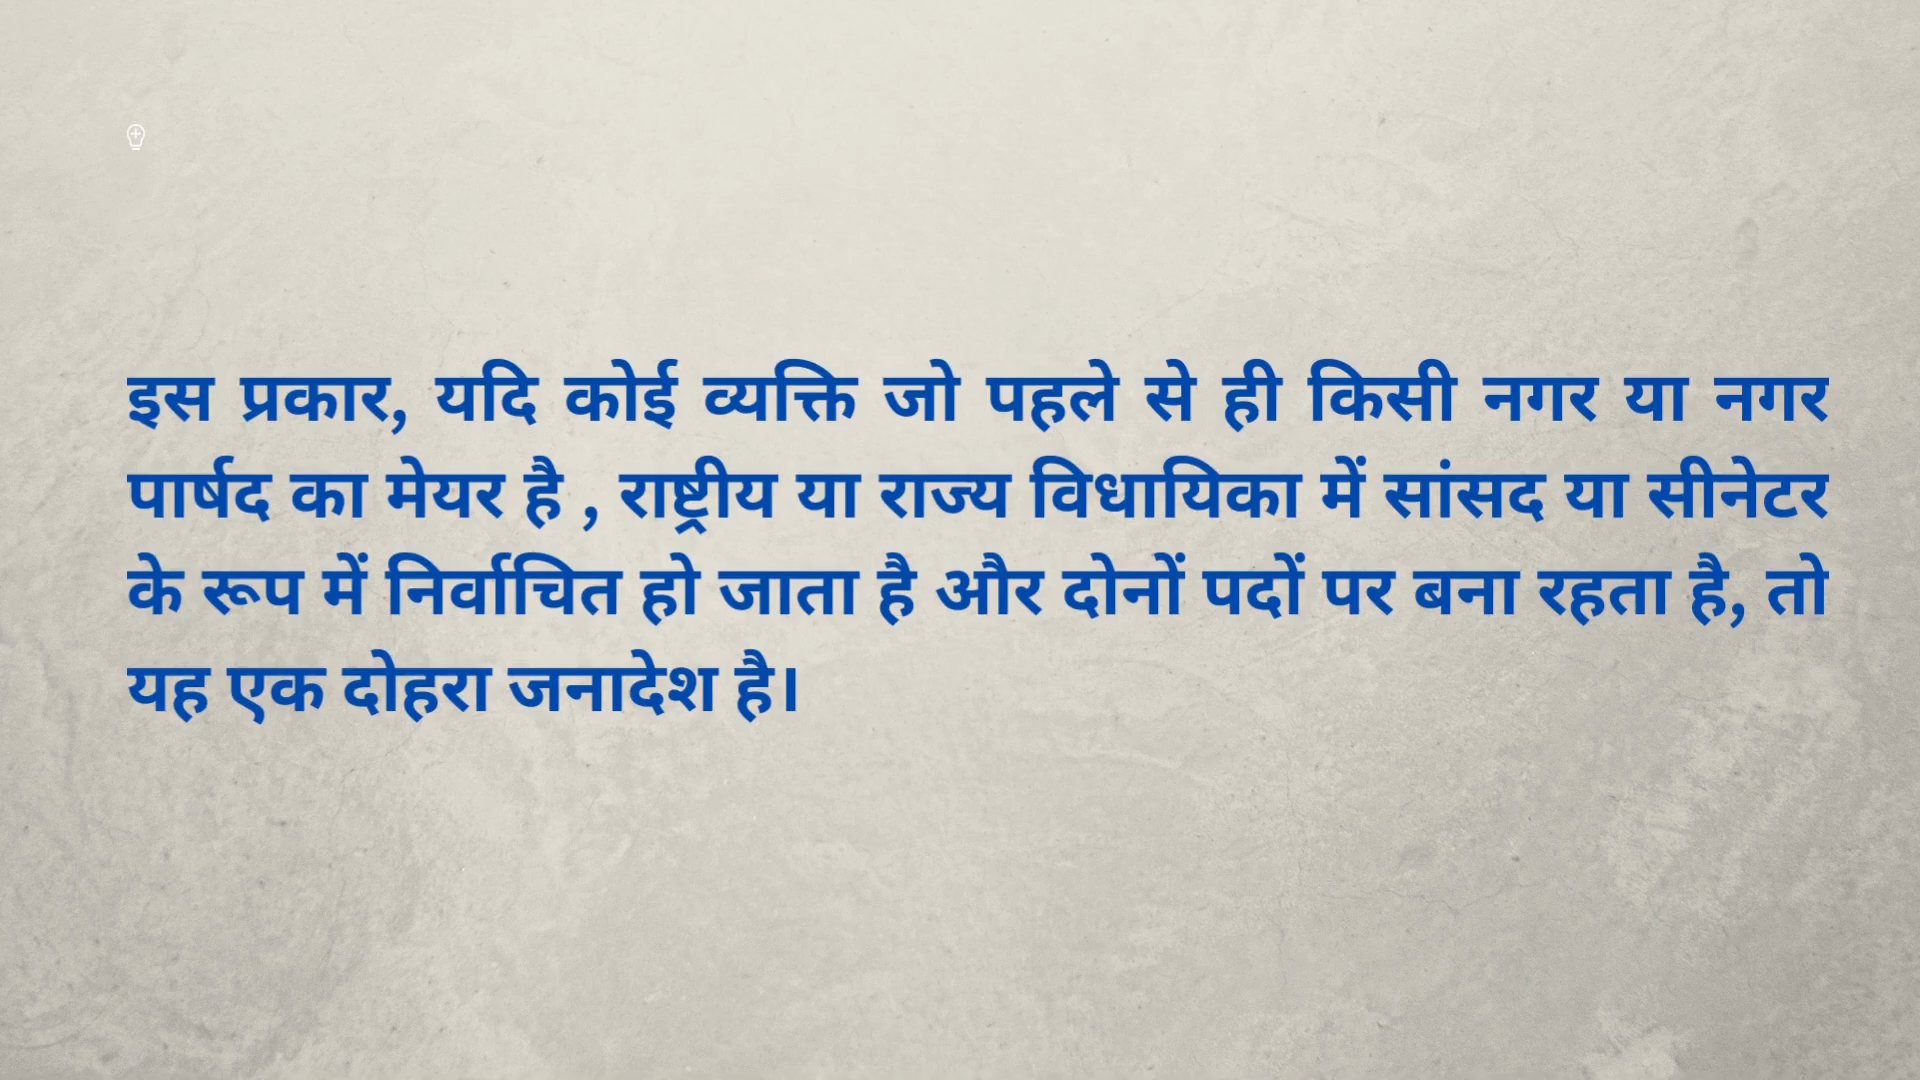 इस प्रकार, यदि कोई व्यक्ति जो पहले से ही किसी नगर या नगर
पार्षद का मेयर है , राष्ट्रीय या राज्य विधायिका में सांसद या सीनेटर
के रूप में निर्वाचित हो जाता है और दोनों पदों पर बना रहता है, तो
यह एक दोहरा जनादेश है।